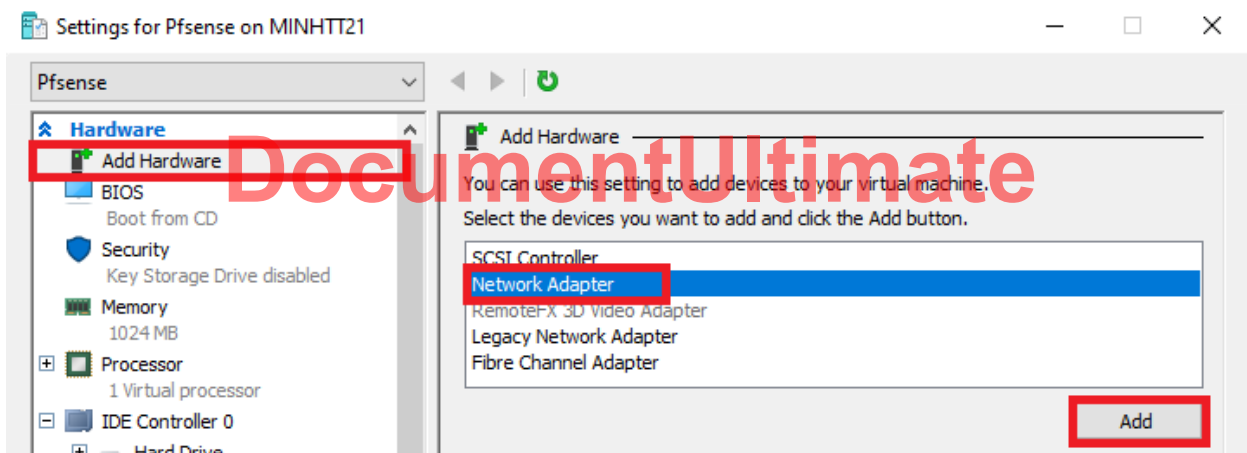 Settings for Pfsense on MINHTT21
Pfsense
Hardware
Add Hardware
BIOS
Boot from CD
Security
Key Storage Drive disabled
Memory
1024 MB
Processor
1 Virtual processor
IDE Controller 0
Hard Drive
Add Hardware
DocumentUltimate
You can use this setting to add devices to your virtual machine.
Select the devices you want to add and click the Add button.
SCSI Controller
Network Adapter
RemoteFX 3D Video Adapter
Legacy Network Adapter
Fibre Channel Adapter
Add